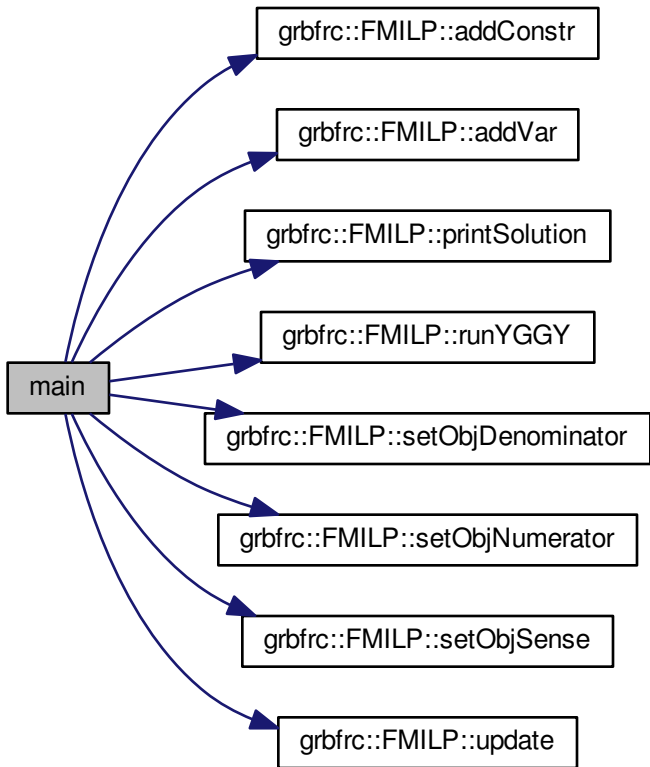 grbfrc::FMILP::addConstr
grbfrc::FMILP::addVar
grbfrc::FMILP::printSolution
grbfrc::FMILP::runYGGY
main
grbfrc::FMILP::setObjDenominator
grbfrc::FMILP::setObjNumerator
grbfrc::FMILP::setObjSense
grbfrc::FMILP::update